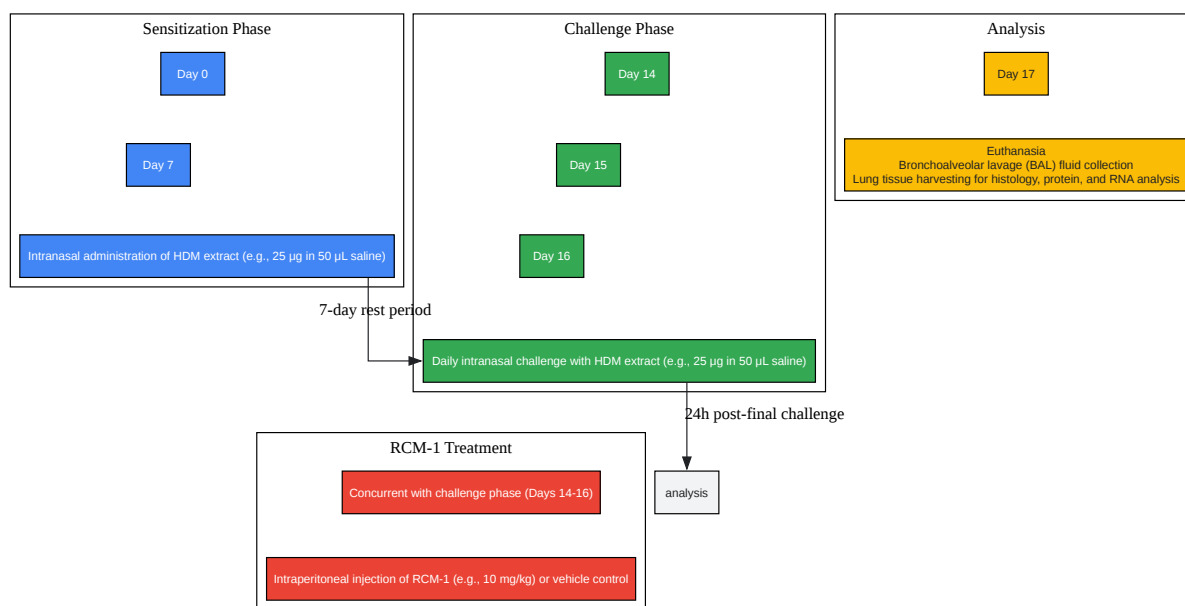 Sensitization Phase
Day 0
Day 7
Intranasal administration of HDM extract (e.g., 25 μg in 50 μL saline)
7-day rest period
Challenge Phase
Day 14
Day 15
Day 16
Daily intranasal challenge with HDM extract (e.g., 25 μg in 50 μL saline)
24h post-final challenge
Analysis
Day 17
Euthanasia
Bronchoalveolar lavage (BAL) fluid collection
Lung tissue harvesting for histology, protein, and RNA analysis
RCM-1 Treatment
Concurrent with challenge phase (Days 14-16)
Intraperitoneal injection of RCM-1 (e.g., 10 mg/kg) or vehicle control
analysis